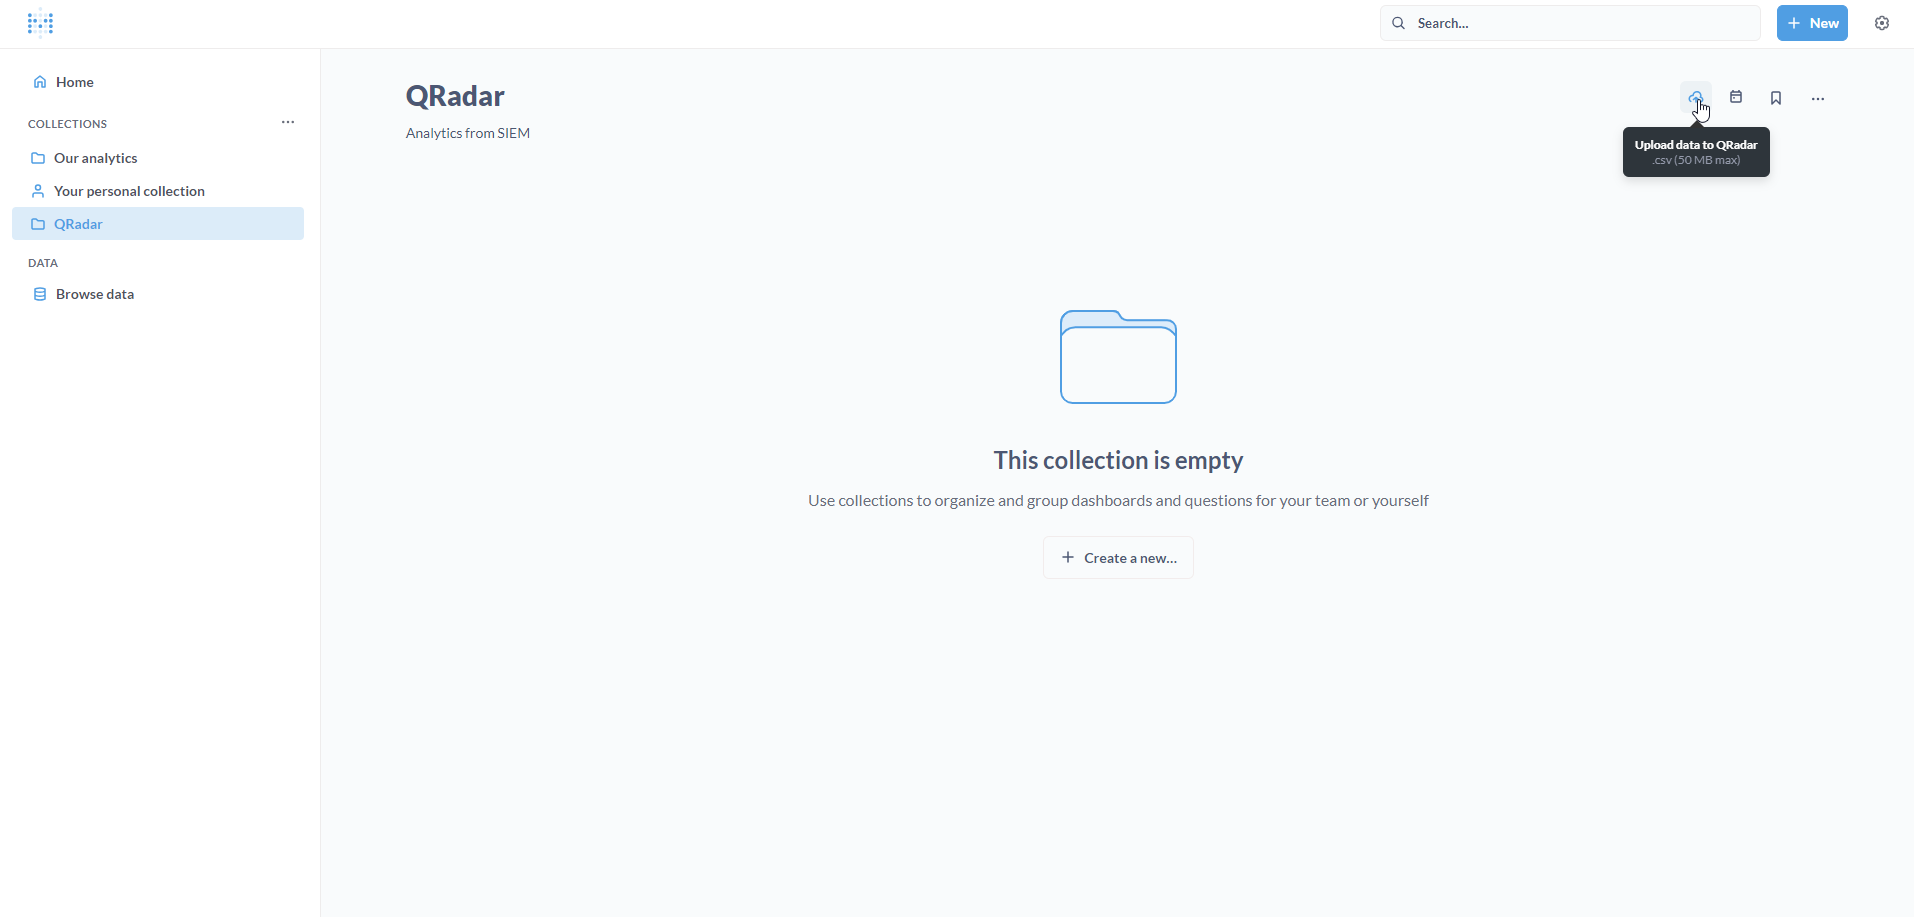 Search...
New
Home
COLLECTIONS
Our analytics
Your personal collection
QRadar
DATA
Browse data
QRadar
Analytics from SIEM
Upload data to QRadar
.csv (50 MB max)
This collection is empty
Use collections to organize and group dashboards and questions for your team or yourself
Create a new...